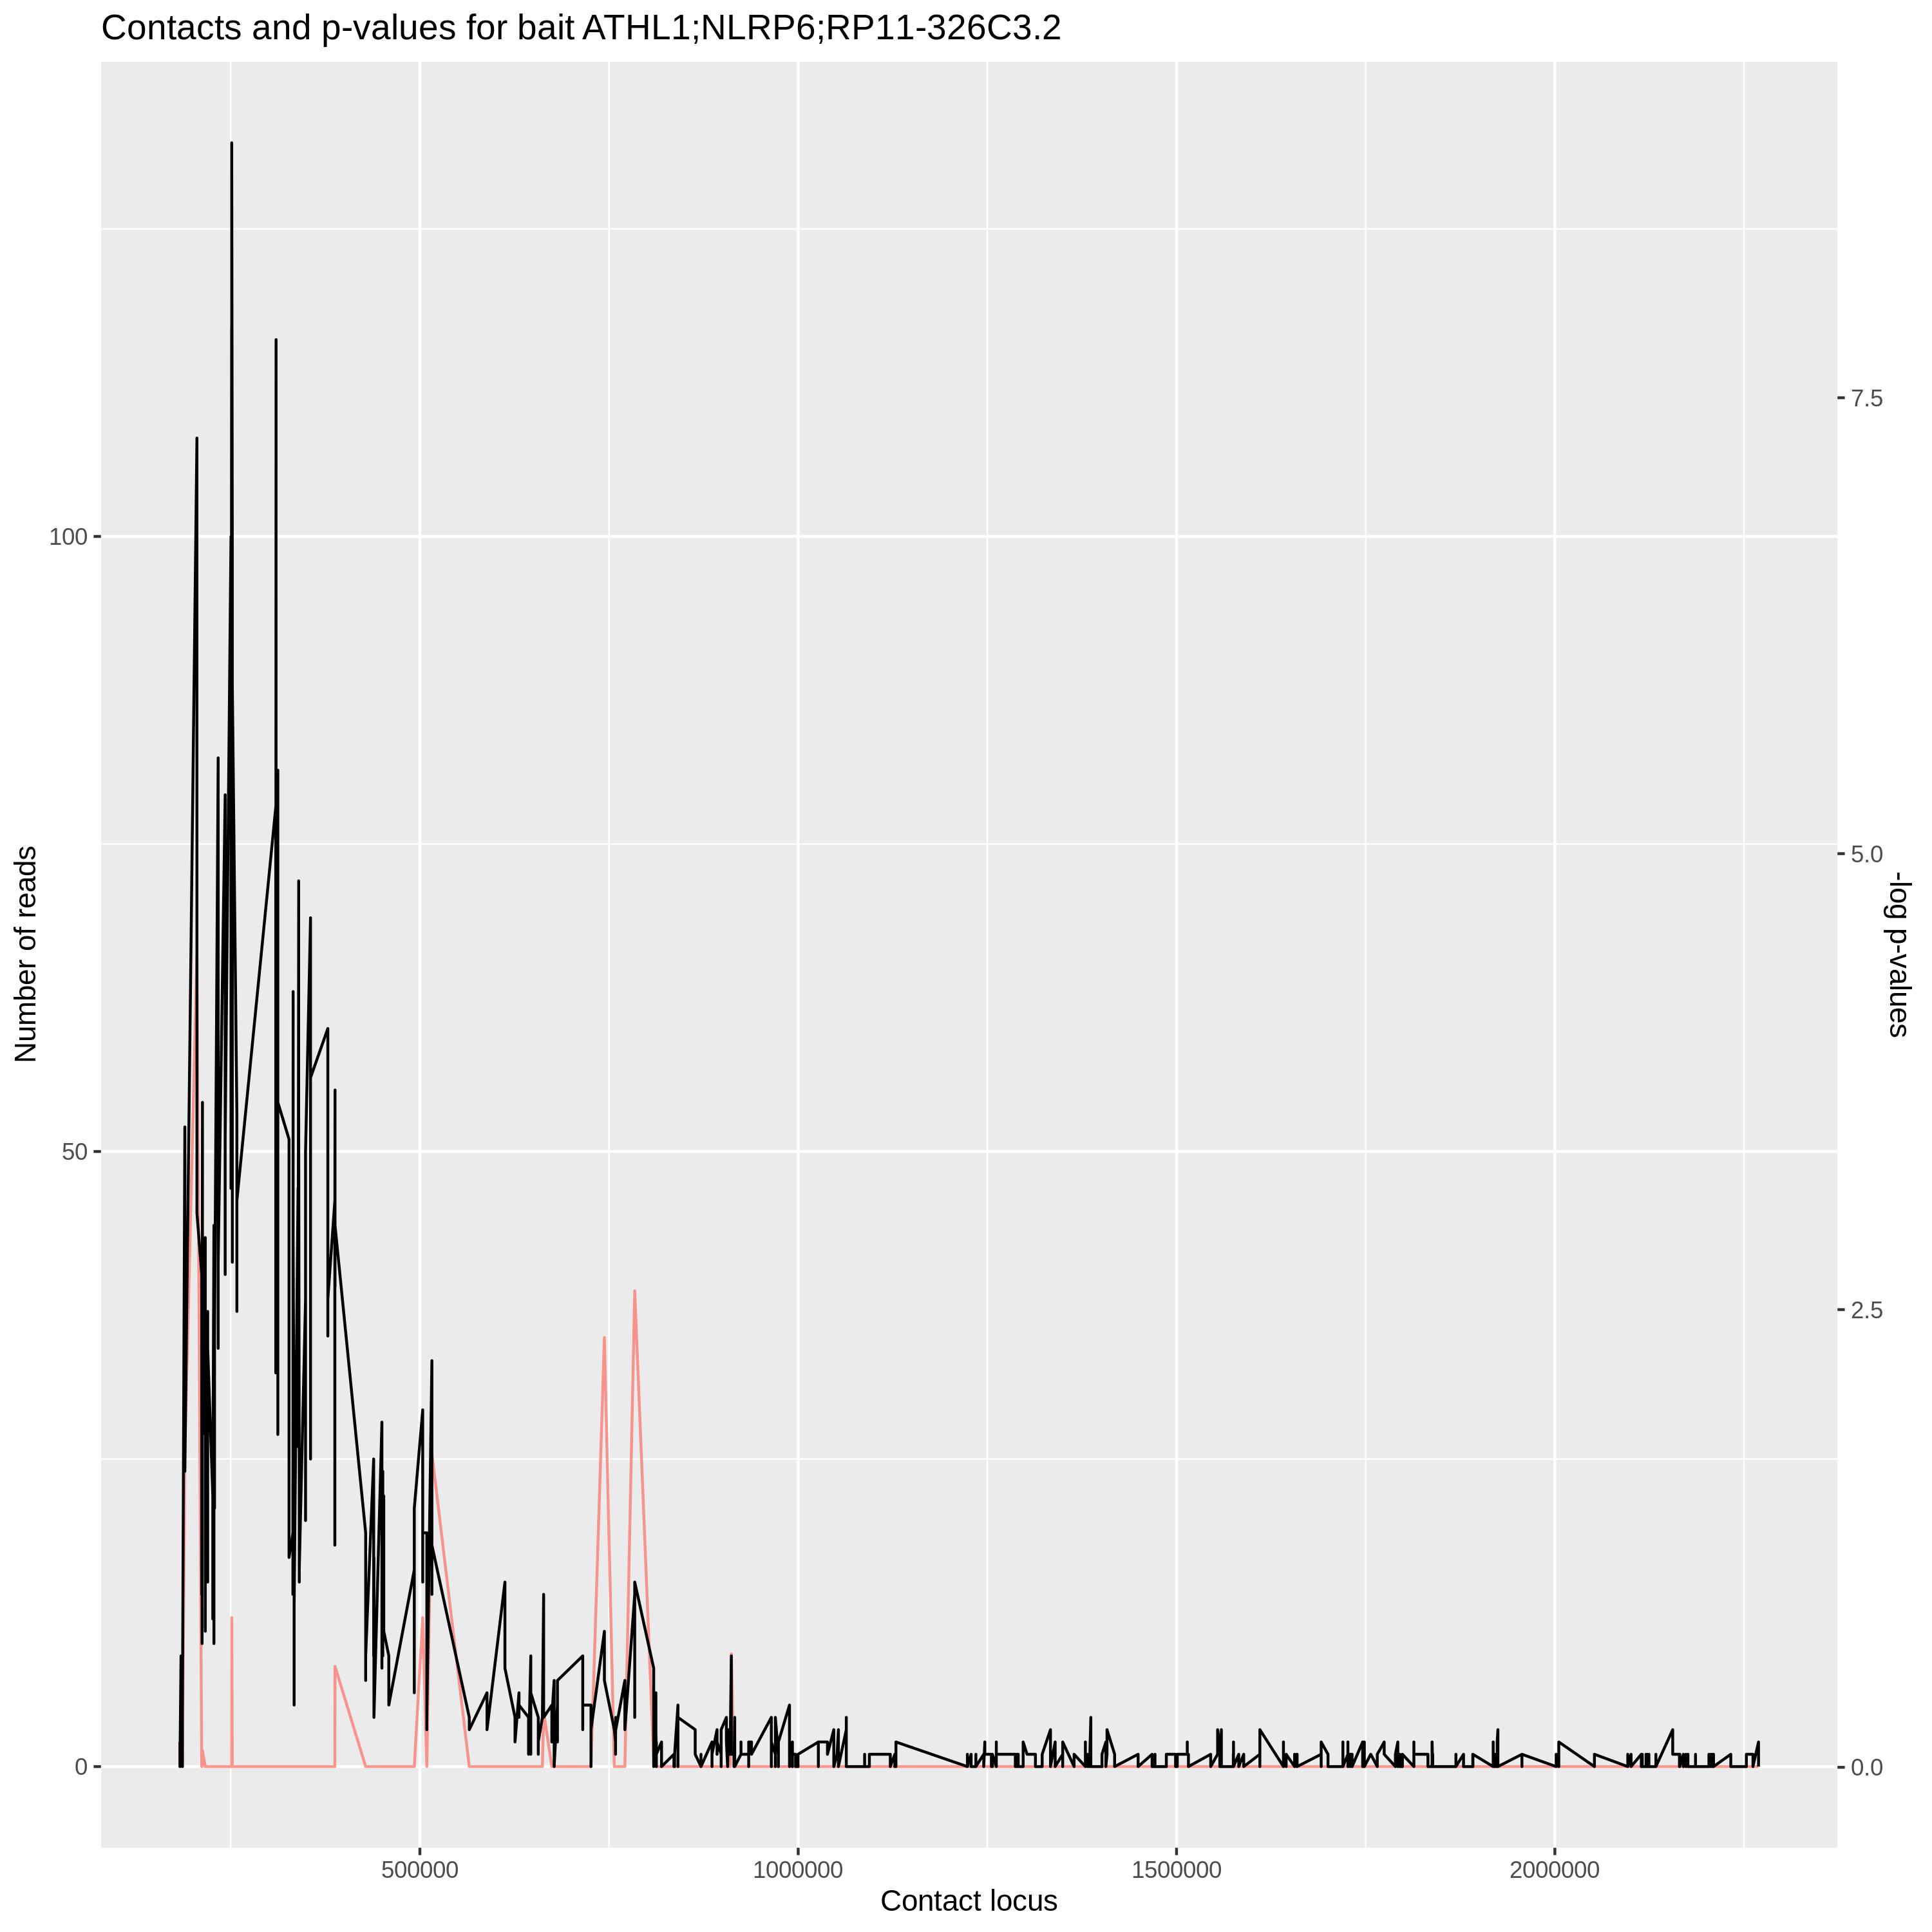 Contacts and p-values for bait ATHL1;NLRP6;RP11-326C3.2
Number of reads
100
50
0
7.5
5.0
2.5
0.0
-log p-values
500000 1000000 1500000 2000000
Contact locus